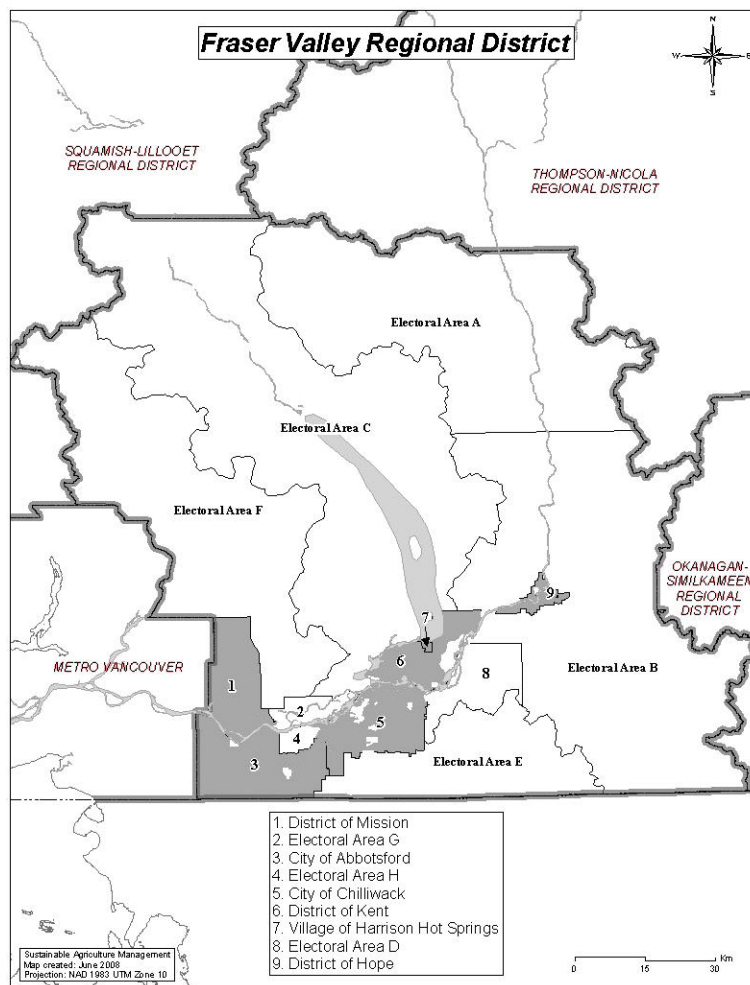 Fraser Valley Regional District
N
W
E
S
SQUAMISH-LILLOOET
REGIONAL DISTRICT
THOMPSON-NICOLA
REGIONAL DISTRICT
Electoral Area A
Electoral Area C
Electoral Area F
OKANAGAN-
SIMILKAMEEN
REGIONAL
DISTRICT
9
7
METRO VANCOUVER
6
8
Electoral Area B
1
2
5
4
3
Electoral Area E
1. District of Mission
2. Electoral Area G
3. City of Abbotsford
4. Electoral Area H
5. City of Chilliwack
6. District of Kent
7. Village of Harrison Hot Springs
8. Electoral Area D
9. District of Hope
Sustainable Agriculture Management
Map created: June 2008
Projection: NAD 1983 UTM Zone 10
Km
0 15 30